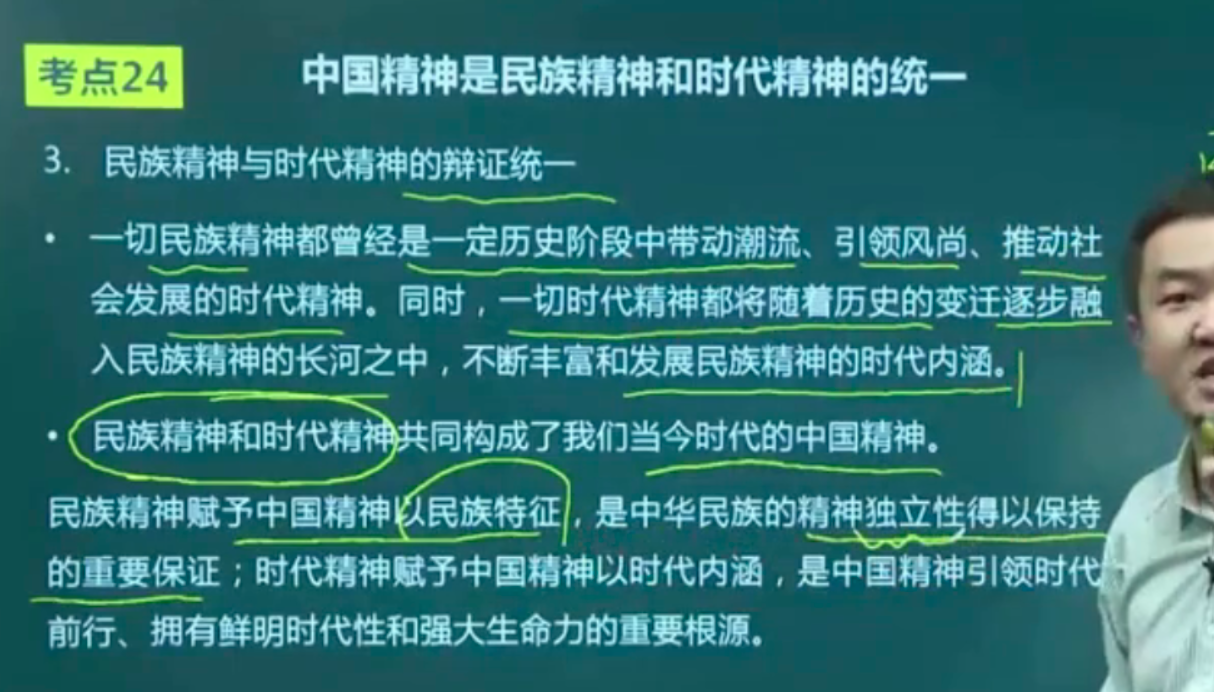 考点24
中国精神是民族精神和时代精神的统一
3. 民族精神与时代精神的辩证统一
• 一切民族精神都曾经是一定历史阶段中带动潮流、引领风尚、推动社
会发展的时代精神。同时，一切时代精神都将随着历史的变迁逐步融
入民族精神的长河之中，不断丰富和发展民族精神的时代内涵。
• 民族精神和时代精神共同构成了我们当今时代的中国精神。
民族精神赋予中国精神以民族特征，是中华民族的精神独立性得以保持
的重要保证；时代精神赋予中国精神以时代内涵，是中国精神引领时代
前行、拥有鲜明时代性和强大生命力的重要根源。